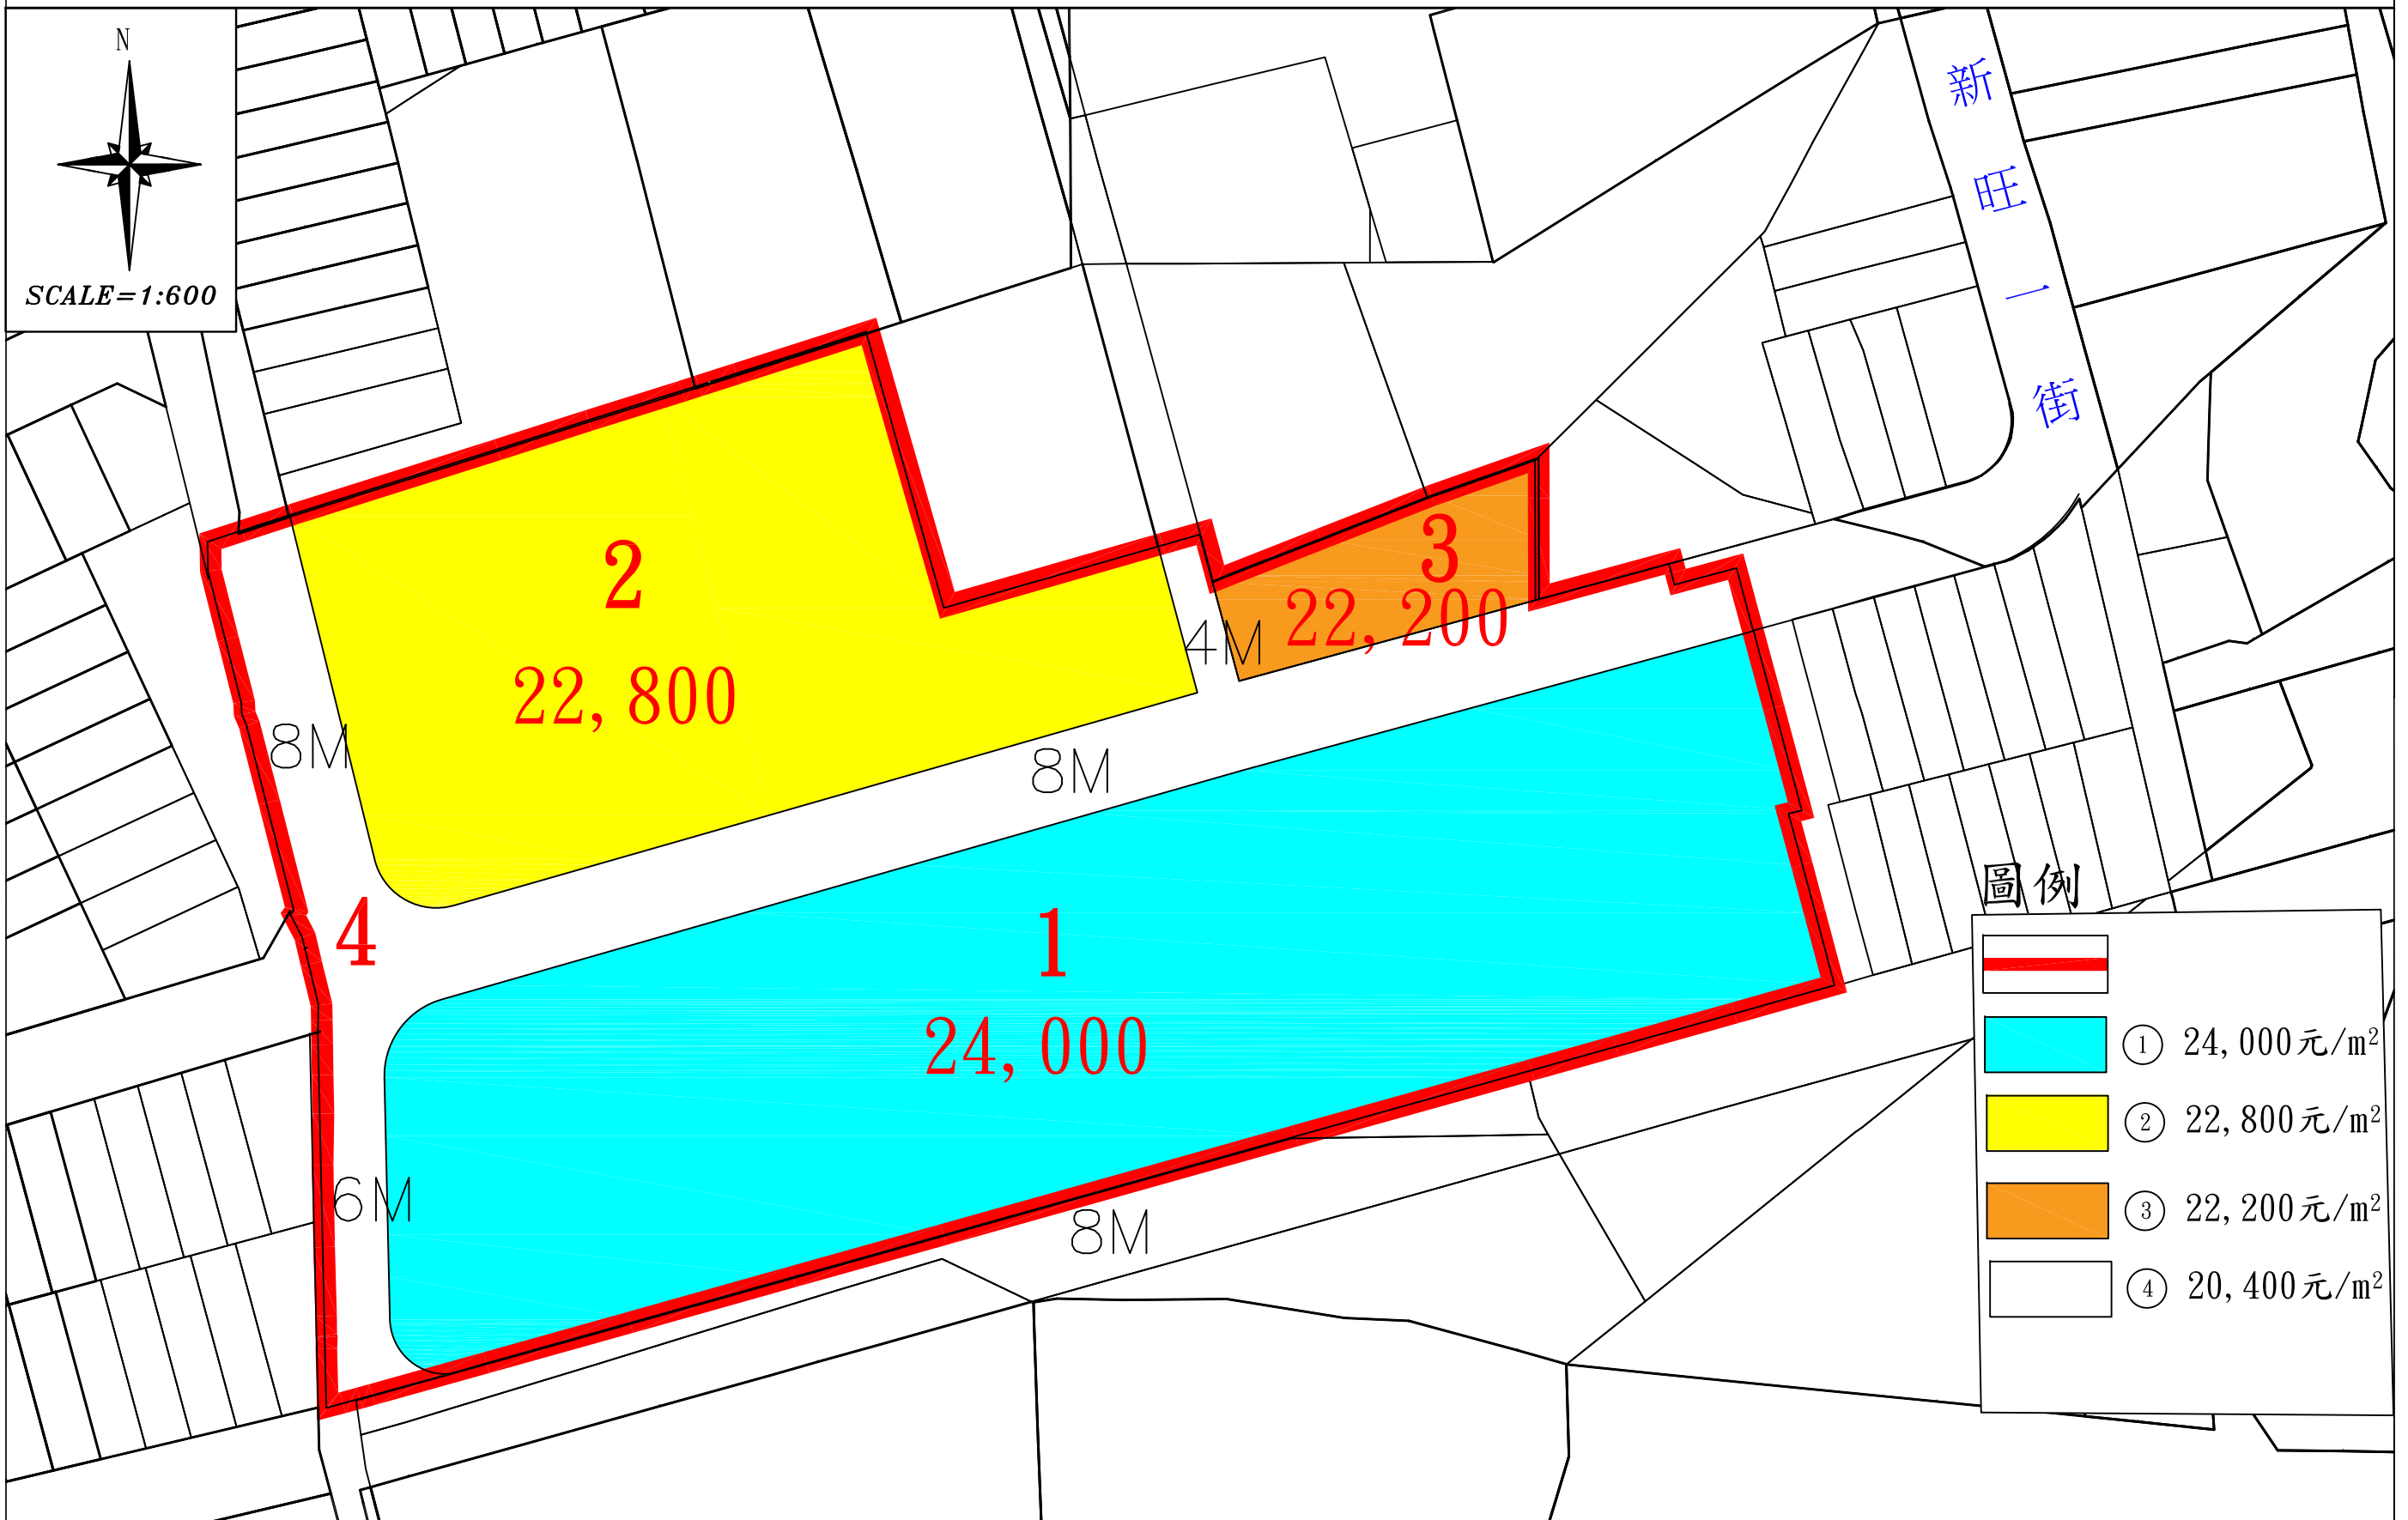 N
SCALE=1:600
新旺一街
2
22,800
3
22,200
4M
8M
8M
4
1
24,000
6M
8M
圖例
① 24,000元/m²
② 22,800元/m²
③ 22,200元/m²
④ 20,400元/m²